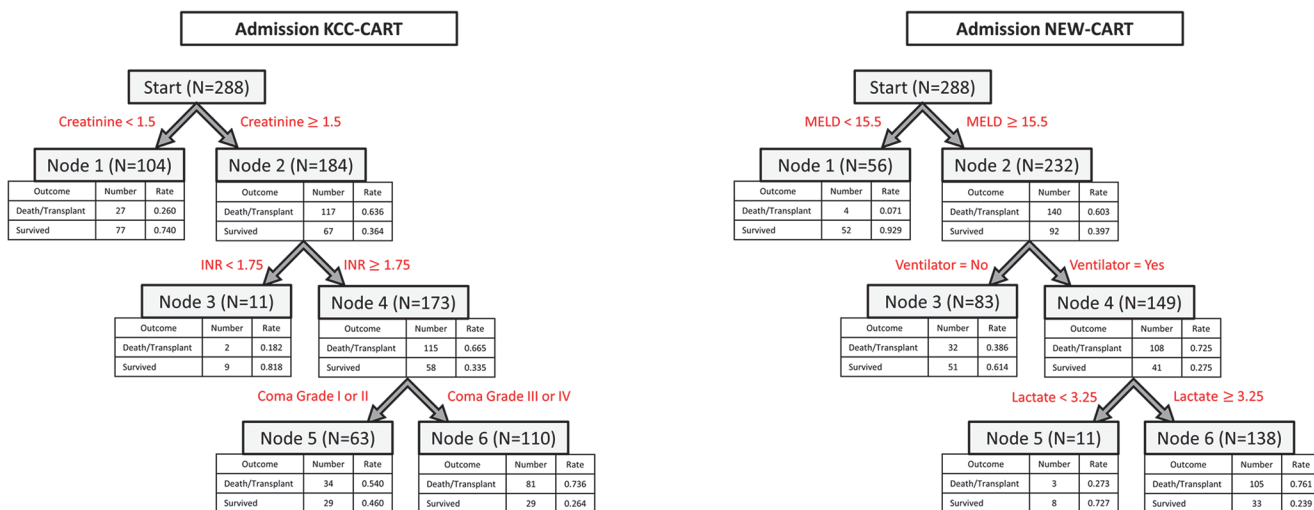 Admission KCC-CART
Start (N=288)
Creatinine < 1.5
Creatinine ≥ 1.5
Node 1 (N=104)
Outcome Number Rate
Death/Transplant 27 0.260
Survived 77 0.740
Node 2 (N=184)
Outcome Number Rate
Death/Transplant 117 0.636
Survived 67 0.364
INR < 1.75
INR ≥ 1.75
Node 3 (N=11)
Outcome Number Rate
Death/Transplant 2 0.182
Survived 9 0.818
Node 4 (N=173)
Outcome Number Rate
Death/Transplant 115 0.665
Survived 58 0.335
Coma Grade I or II
Coma Grade III or IV
Node 5 (N=63)
Outcome Number Rate
Death/Transplant 34 0.540
Survived 29 0.460
Node 6 (N=110)
Outcome Number Rate
Death/Transplant 81 0.736
Survived 29 0.264
Admission NEW-CART
Start (N=288)
MELD < 15.5
MELD ≥ 15.5
Node 1 (N=56)
Outcome Number Rate
Death/Transplant 4 0.071
Survived 52 0.929
Node 2 (N=232)
Outcome Number Rate
Death/Transplant 140 0.603
Survived 92 0.397
Ventilator = No
Ventilator = Yes
Node 3 (N=83)
Outcome Number Rate
Death/Transplant 32 0.386
Survived 51 0.614
Node 4 (N=149)
Outcome Number Rate
Death/Transplant 108 0.725
Survived 41 0.275
Lactate < 3.25
Lactate ≥ 3.25
Node 5 (N=11)
Outcome Number Rate
Death/Transplant 3 0.273
Survived 8 0.727
Node 6 (N=138)
Outcome Number Rate
Death/Transplant 105 0.761
Survived 33 0.239